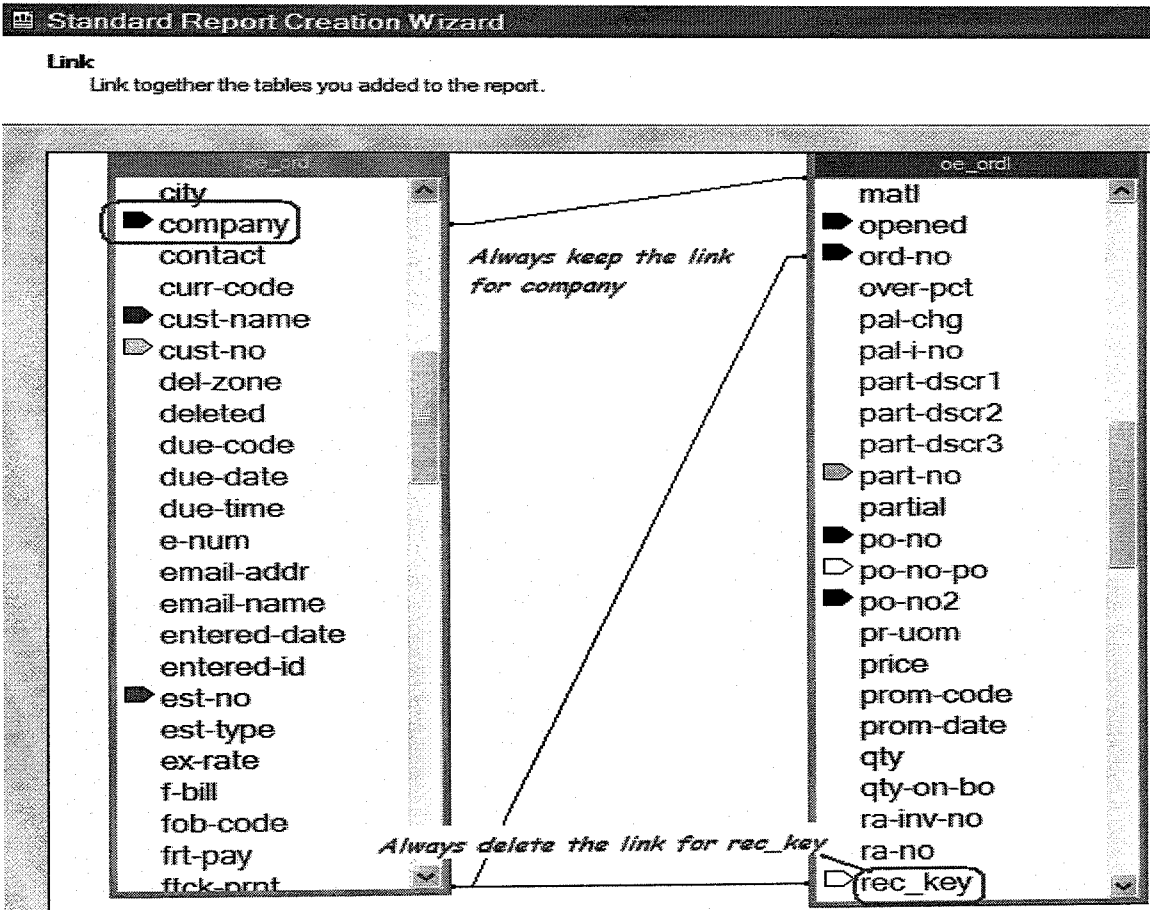 Standard Report Creation Wizard
Link
Link together the tables you added to the report.
oe_ord
city
company
contact
curr-code
cust-name
cust-no
del-zone
deleted
due-code
due-date
due-time
e-num
email-addr
email-name
entered-date
entered-id
est-no
est-type
ex-rate
f-bill
fob-code
frt-pay
ftck-prnt
Always keep the link
for company
Always delete the link for rec_key
oe_ordl
matl
opened
ord-no
over-pct
pal-chg
pal-i-no
part-dscr1
part-dscr2
part-dscr3
part-no
partial
po-no
po-no-po
po-no2
pr-uom
price
prom-code
prom-date
qty
qty-on-bo
ra-inv-no
ra-no
rec_key